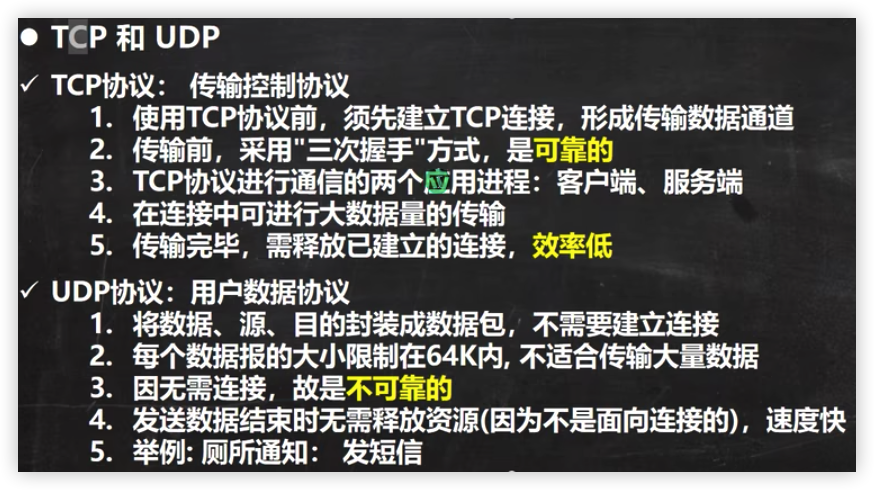 ● TCP 和 UDP
✓ TCP协议： 传输控制协议
1. 使用TCP协议前，须先建立TCP连接，形成传输数据通道
2. 传输前，采用"三次握手"方式，是可靠的
3. TCP协议进行通信的两个应用进程：客户端、服务端
4. 在连接中可进行大数据量的传输
5. 传输完毕，需释放已建立的连接，效率低
✓ UDP协议：用户数据协议
1. 将数据、源、目的封装成数据包，不需要建立连接
2. 每个数据报的大小限制在64K内, 不适合传输大量数据
3. 因无需连接，故是不可靠的
4. 发送数据结束时无需释放资源(因为不是面向连接的)，速度快
5. 举例: 厕所通知： 发短信